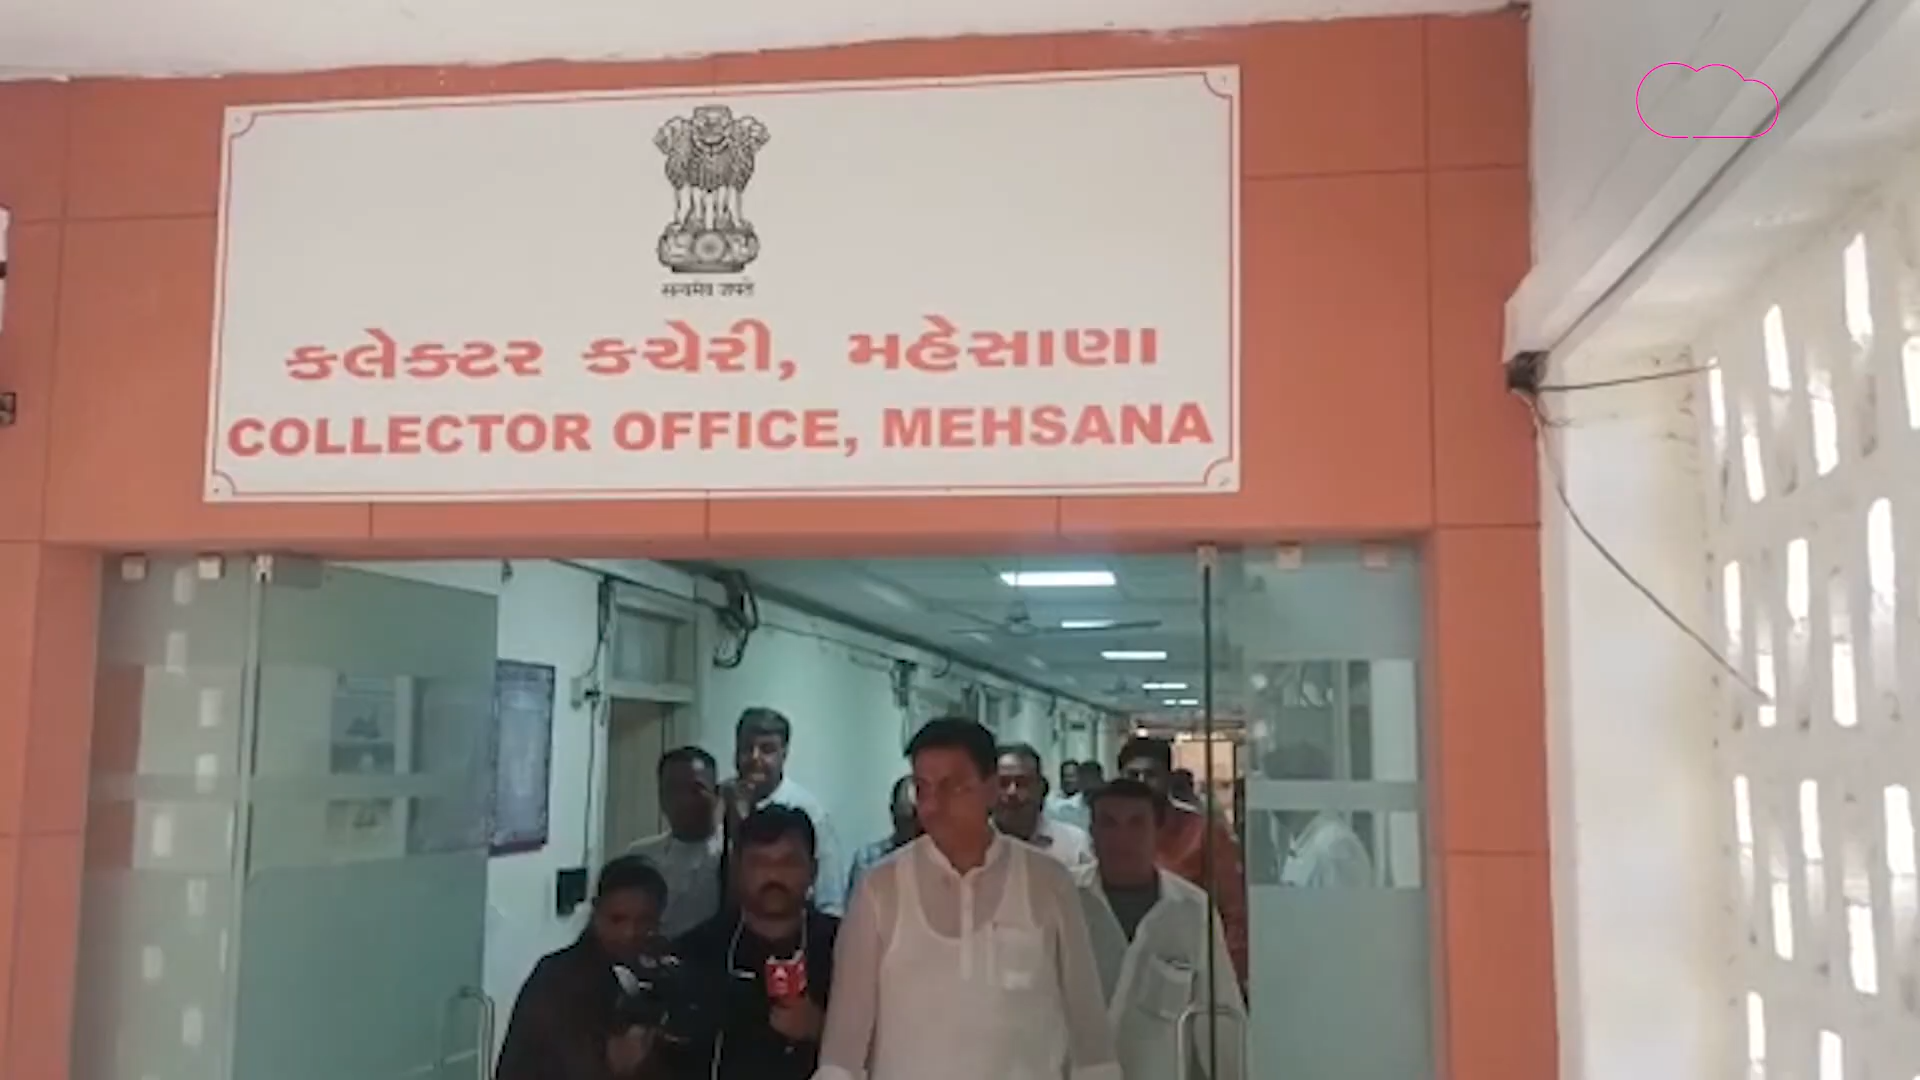 सत्यमेव जयते
કલેક્ટર કચેરી, મહેસાણા
COLLECTOR OFFICE, MEHSANA